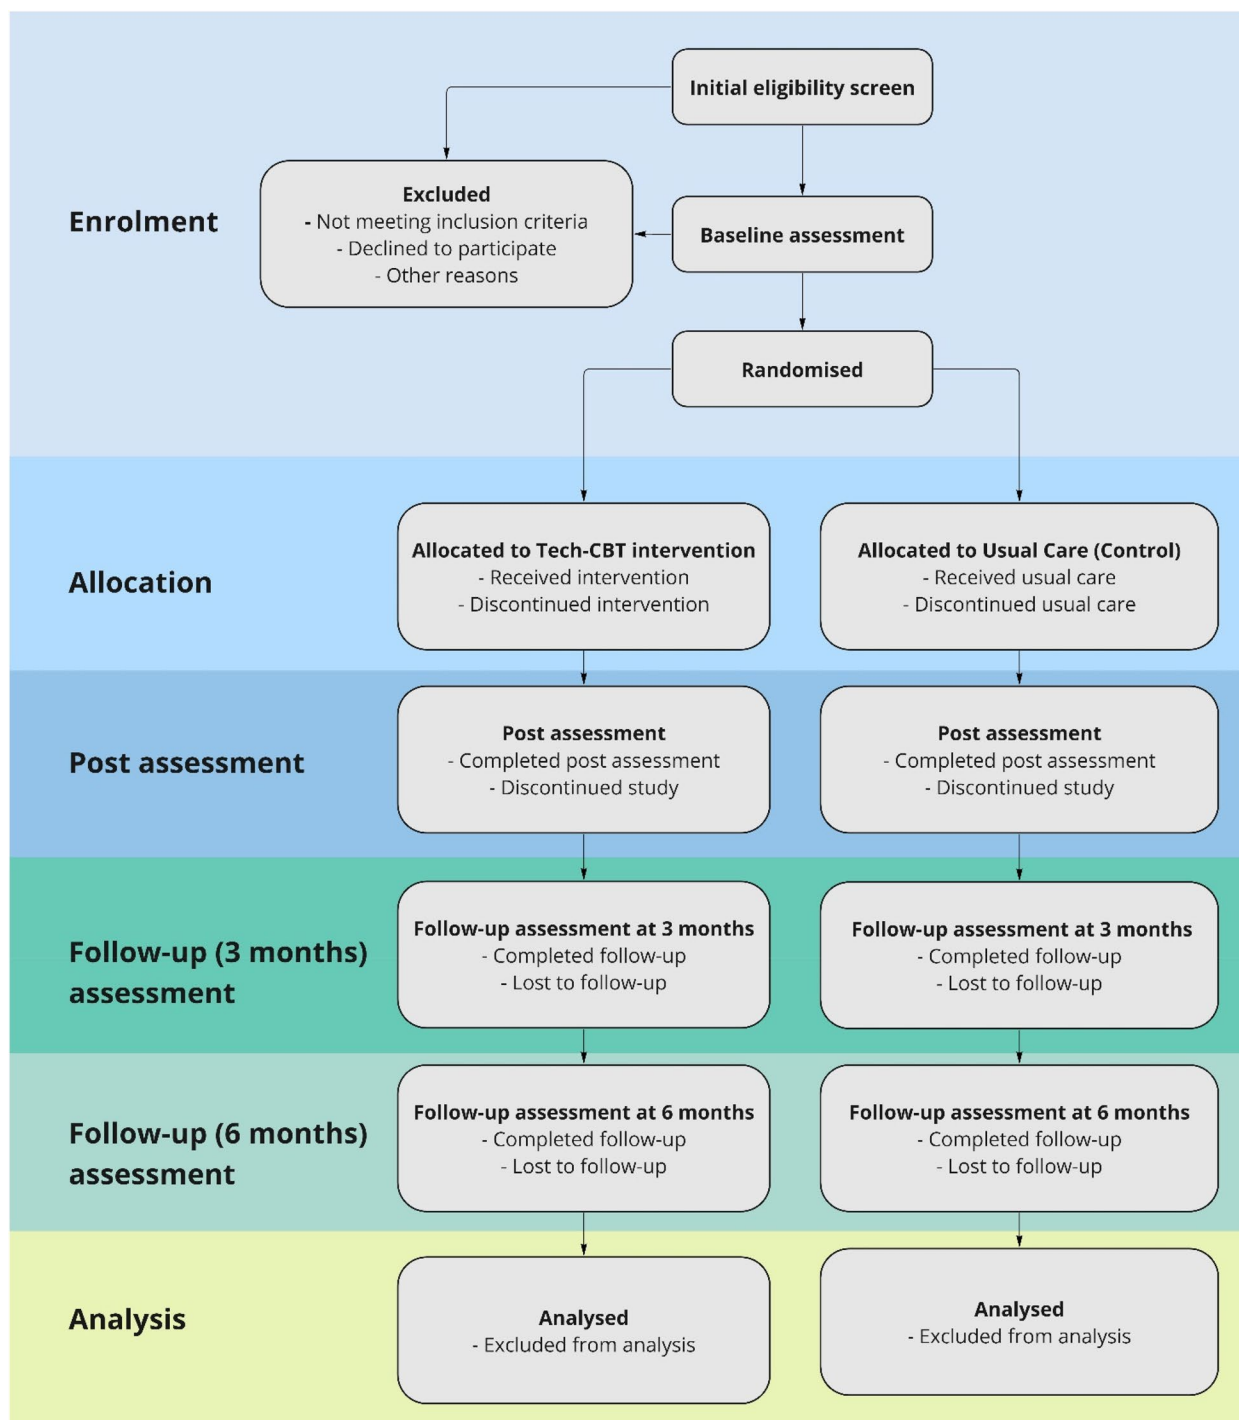 Initial eligibility screen
Excluded
- Not meeting inclusion criteria
- Declined to participate
- Other reasons
Enrolment
Baseline assessment
Randomised
Allocation
Allocated to Tech-CBT intervention
- Received intervention
- Discontinued intervention
Allocated to Usual Care (Control)
- Received usual care
- Discontinued usual care
Post assessment
Post assessment
- Completed post assessment
- Discontinued study
Post assessment
- Completed post assessment
- Discontinued study
Follow-up (3 months)
assessment
Follow-up assessment at 3 months
- Completed follow-up
- Lost to follow-up
Follow-up assessment at 3 months
- Completed follow-up
- Lost to follow-up
Follow-up (6 months)
assessment
Follow-up assessment at 6 months
- Completed follow-up
- Lost to follow-up
Follow-up assessment at 6 months
- Completed follow-up
- Lost to follow-up
Analysis
Analysed
- Excluded from analysis
Analysed
- Excluded from analysis